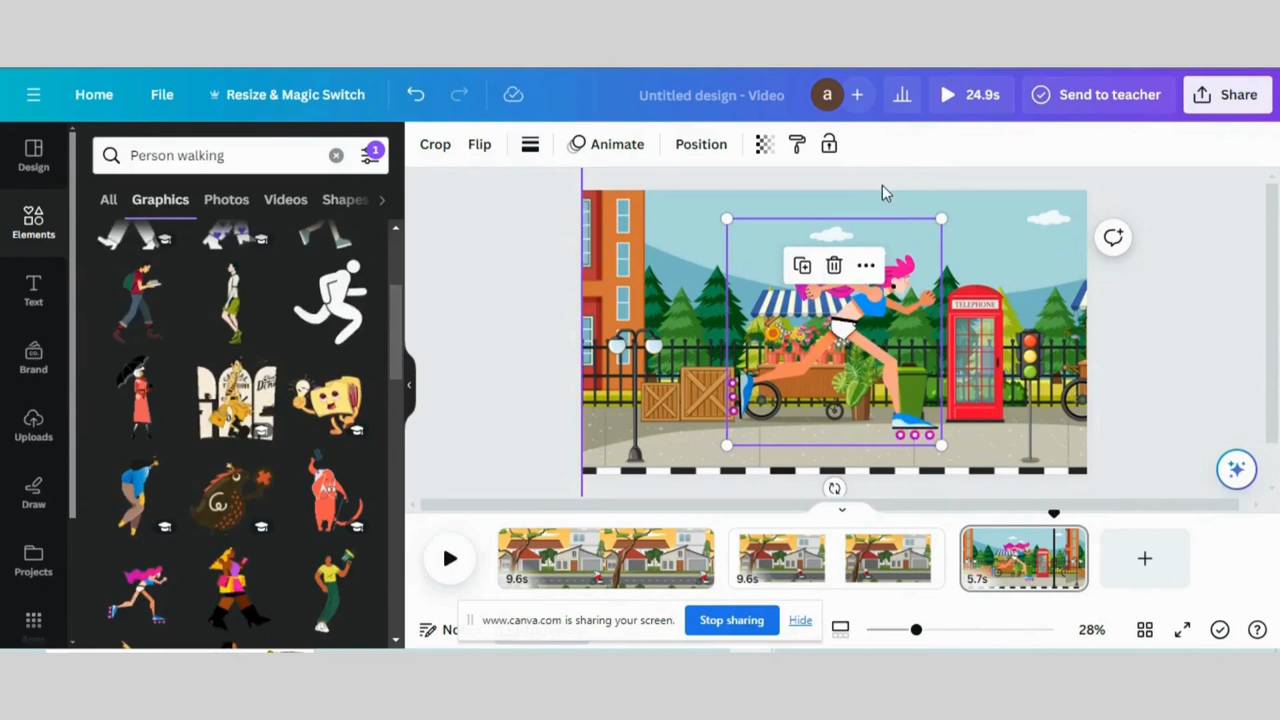 Home File Resize & Magic Switch Untitled design - Video a 24.9s Send to teacher Share
Design
Elements
Text
Brand
Uploads
Draw
Projects
Person walking
1
All Graphics Photos Videos Shapes
Crop Flip Animate Position
TELEPHONE
9.6s
9.6s
5.7s
www.canva.com is sharing your screen. Stop sharing Hide
28%